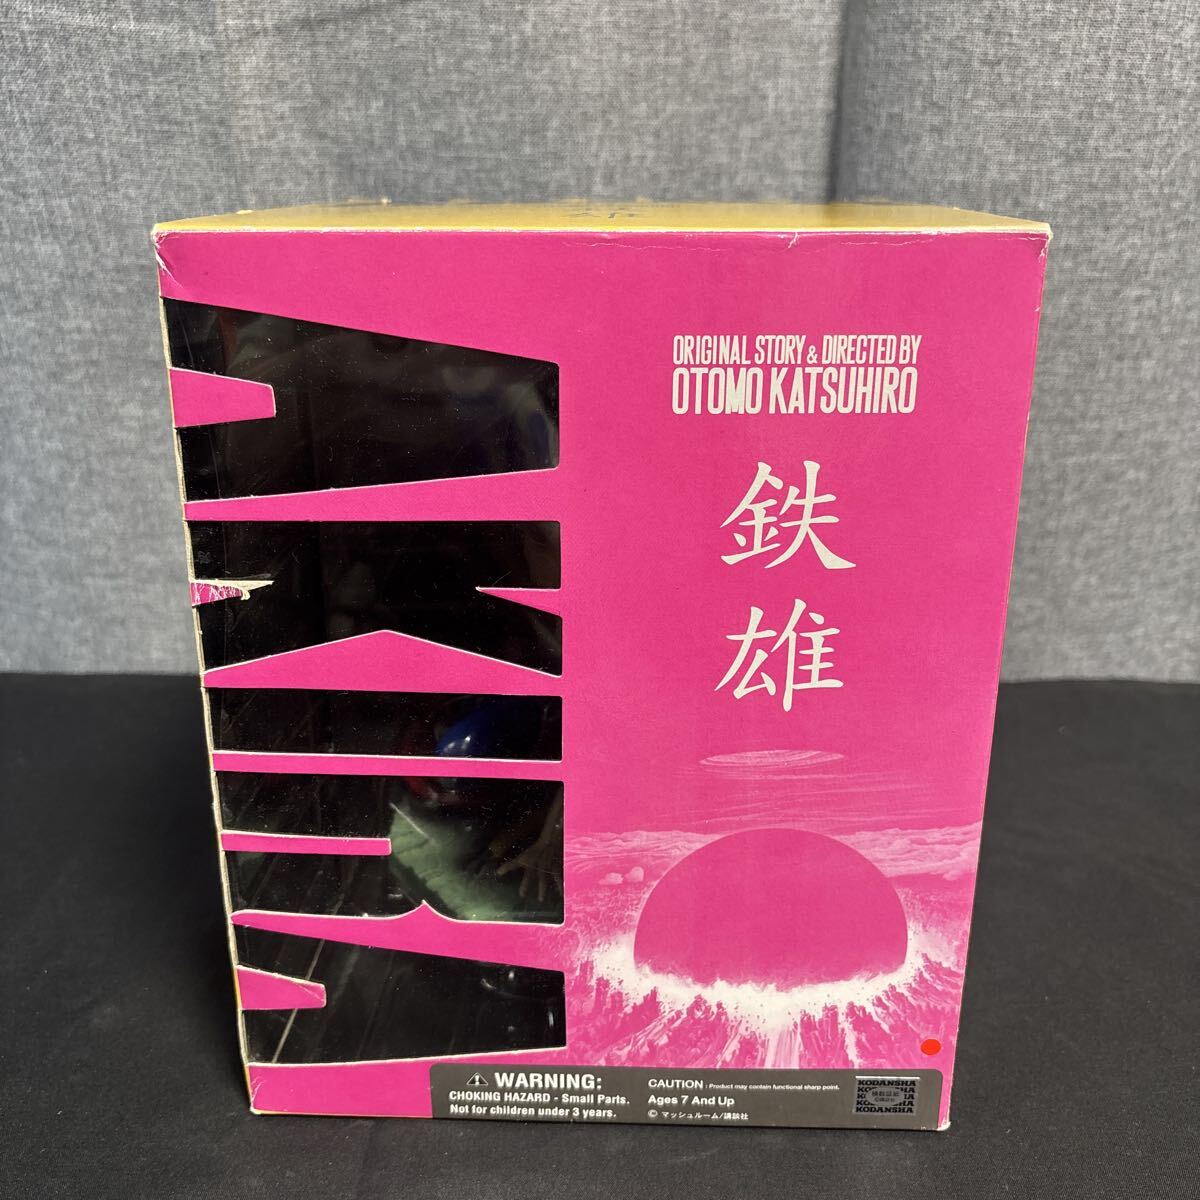 AKIRA
ORIGINAL STORY & DIRECTED BY
OTOMO KATSUHIRO
鉄
雄
WARNING:
CHOKING HAZARD - Small Parts.
Not for children under 3 years.
CAUTION : Product may contain functional sharp point.
Ages 7 And Up
© マッシュルーム/講談社
KODANSHA
KODANSHA